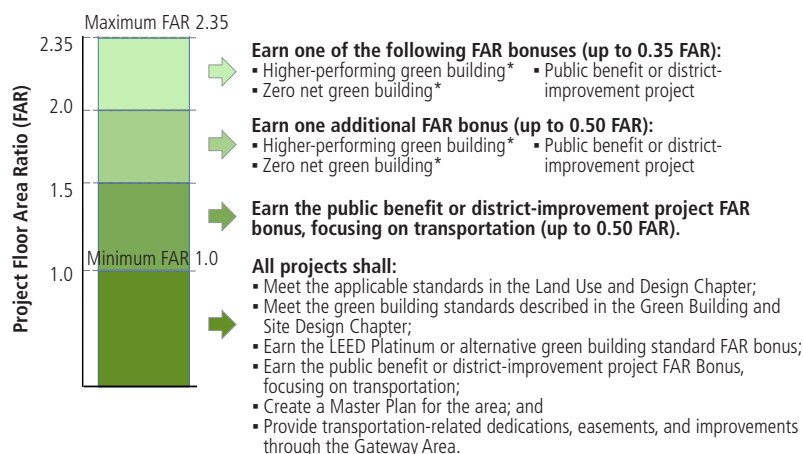 Maximum FAR 2.35
2.35
2.0
1.5
1.0
Minimum FAR 1.0
Project Floor Area Ratio (FAR)
Earn one of the following FAR bonuses (up to 0.35 FAR):
▪ Higher-performing green building*
▪ Zero net green building*
▪ Public benefit or district-
improvement project
Earn one additional FAR bonus (up to 0.50 FAR):
▪ Higher-performing green building*
▪ Zero net green building*
▪ Public benefit or district-
improvement project
Earn the public benefit or district-improvement project FAR
bonus, focusing on transportation (up to 0.50 FAR).
All projects shall:
▪ Meet the applicable standards in the Land Use and Design Chapter;
▪ Meet the green building standards described in the Green Building and
Site Design Chapter;
▪ Earn the LEED Platinum or alternative green building standard FAR bonus;
▪ Earn the public benefit or district-improvement project FAR Bonus,
focusing on transportation;
▪ Create a Master Plan for the area; and
▪ Provide transportation-related dedications, easements, and improvements
through the Gateway Area.